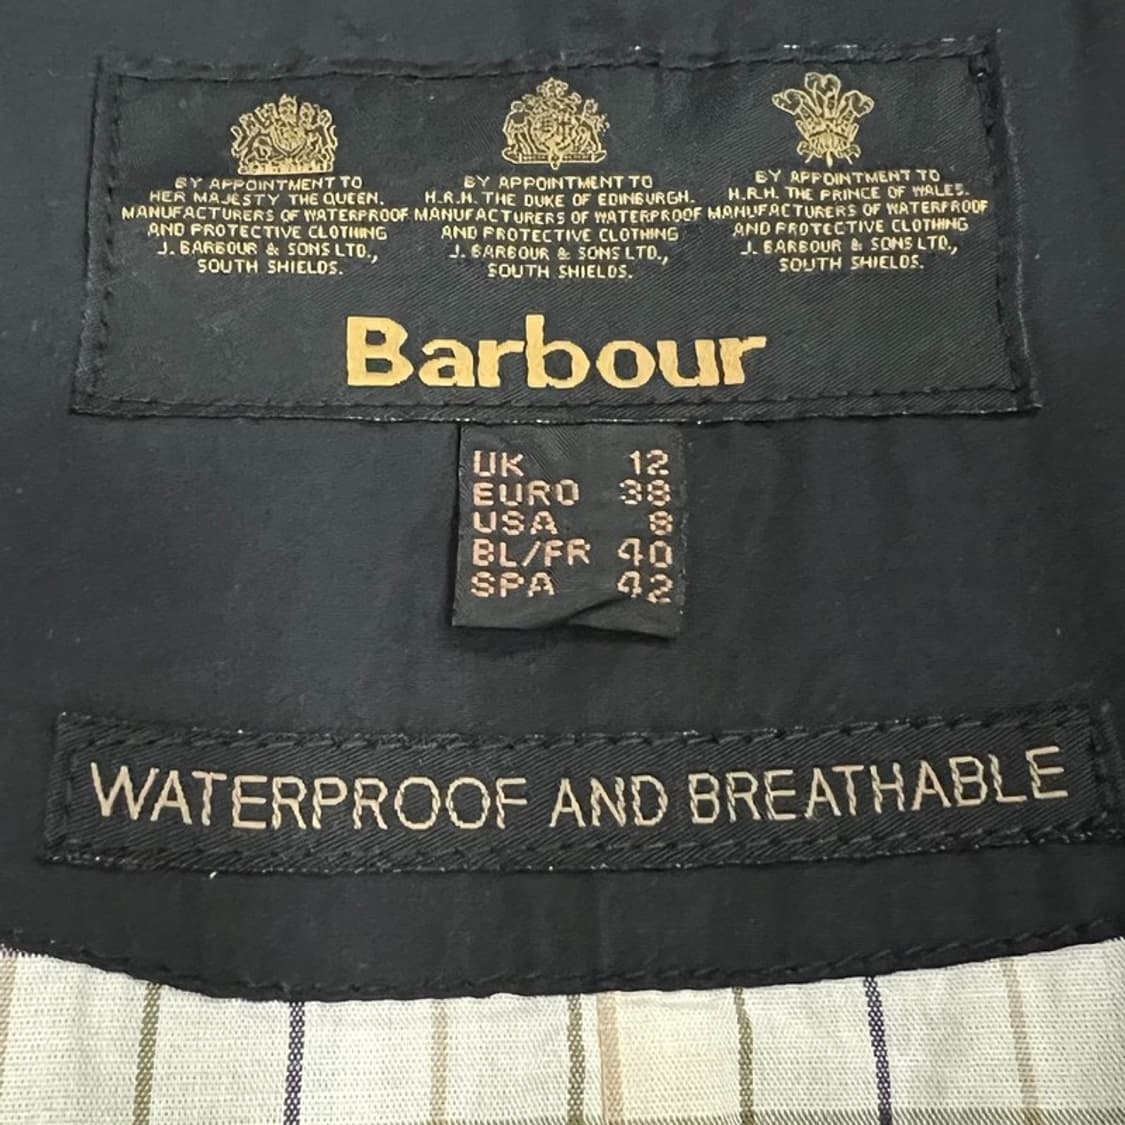 BY APPOINTMENT TO
HER MAJESTY THE QUEEN.
MANUFACTURERS OF WATERPROOF
AND PROTECTIVE CLOTHING
J. BARBOUR & SONS LTD.,
SOUTH SHIELDS.
BY APPOINTMENT TO
H.R.H. THE DUKE OF EDINBURGH.
MANUFACTURERS OF WATERPROOF
AND PROTECTIVE CLOTHING
J. BARBOUR & SONS LTD.,
SOUTH SHIELDS.
BY APPOINTMENT TO
H.R.H. THE PRINCE OF WALES.
MANUFACTURERS OF WATERPROOF
AND PROTECTIVE CLOTHING
J. BARBOUR & SONS LTD.,
SOUTH SHIELDS.
Barbour
UK 12
EURO 38
USA 8
BL/FR 40
SPA 42
WATERPROOF AND BREATHABLE